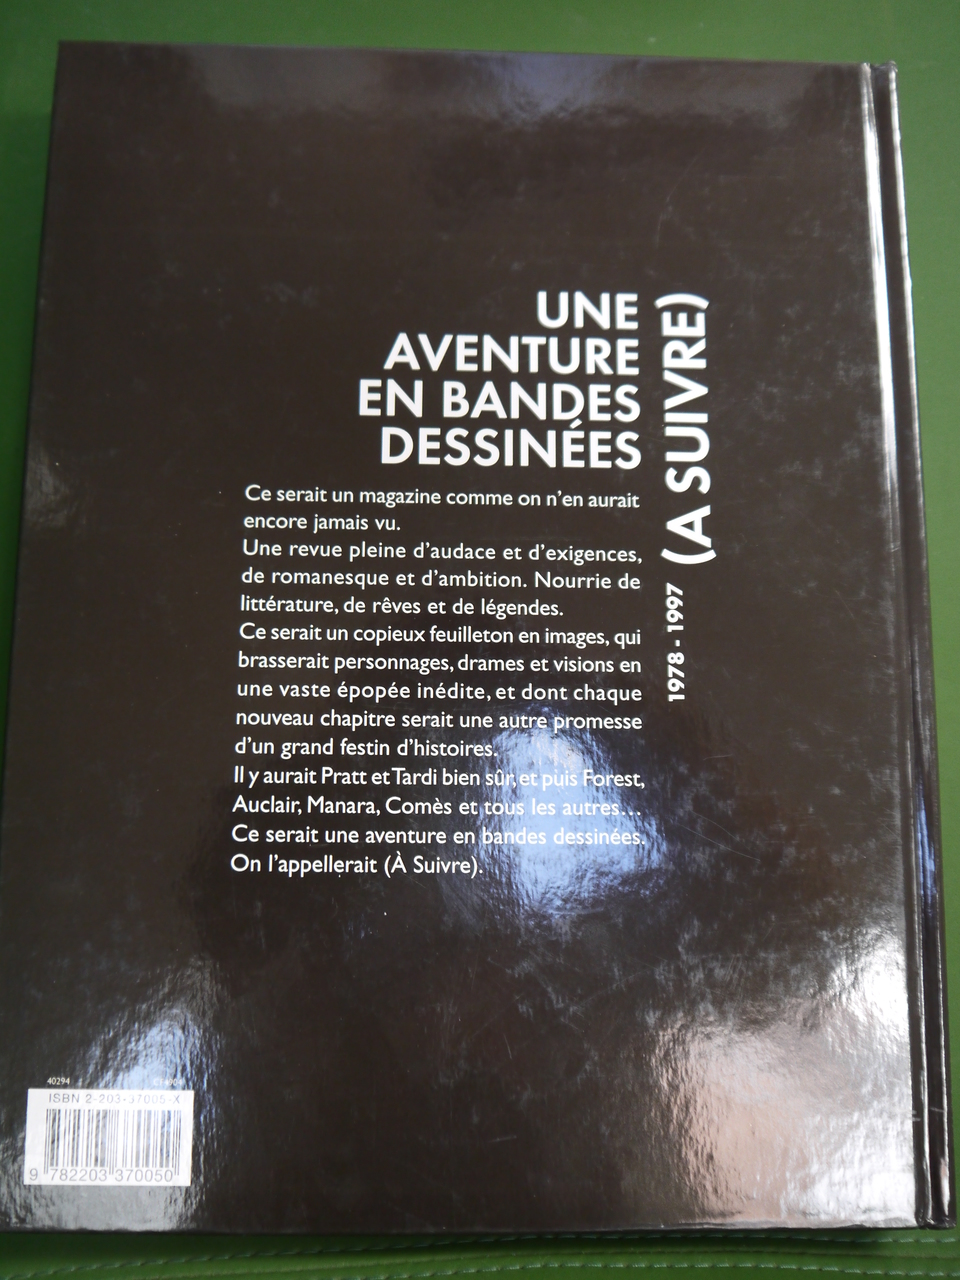 UNE
AVENTURE
EN BANDES
DESSINÉES
(A SUIVRE)
1978 - 1997
Ce serait un magazine comme on n'en aurait
encore jamais vu.
Une revue pleine d'audace et d'exigences,
de romanesque et d'ambition. Nourrie de
littérature, de rêves et de légendes.
Ce serait un copieux feuilleton en images, qui
brasserait personnages, drames et visions en
une vaste épopée inédite, et dont chaque
nouveau chapitre serait une autre promesse
d'un grand festin d'histoires.
Il y aurait Pratt et Tardi bien sûr, et puis Forest,
Auclair, Manara, Comès et tous les autres...
Ce serait une aventure en bandes dessinées.
On l'appellerait (À Suivre).
40294
ISBN 2-203-37005-X
9 782203 370050